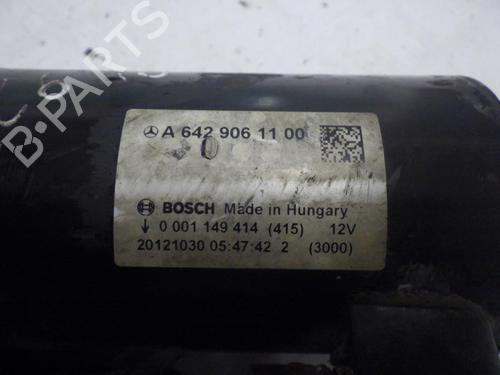 A 642 906 11 00
BOSCH Made in Hungary
0 001 149 414 (415) 12V
20121030 05:47:42 2 (3000)
B-PARTS